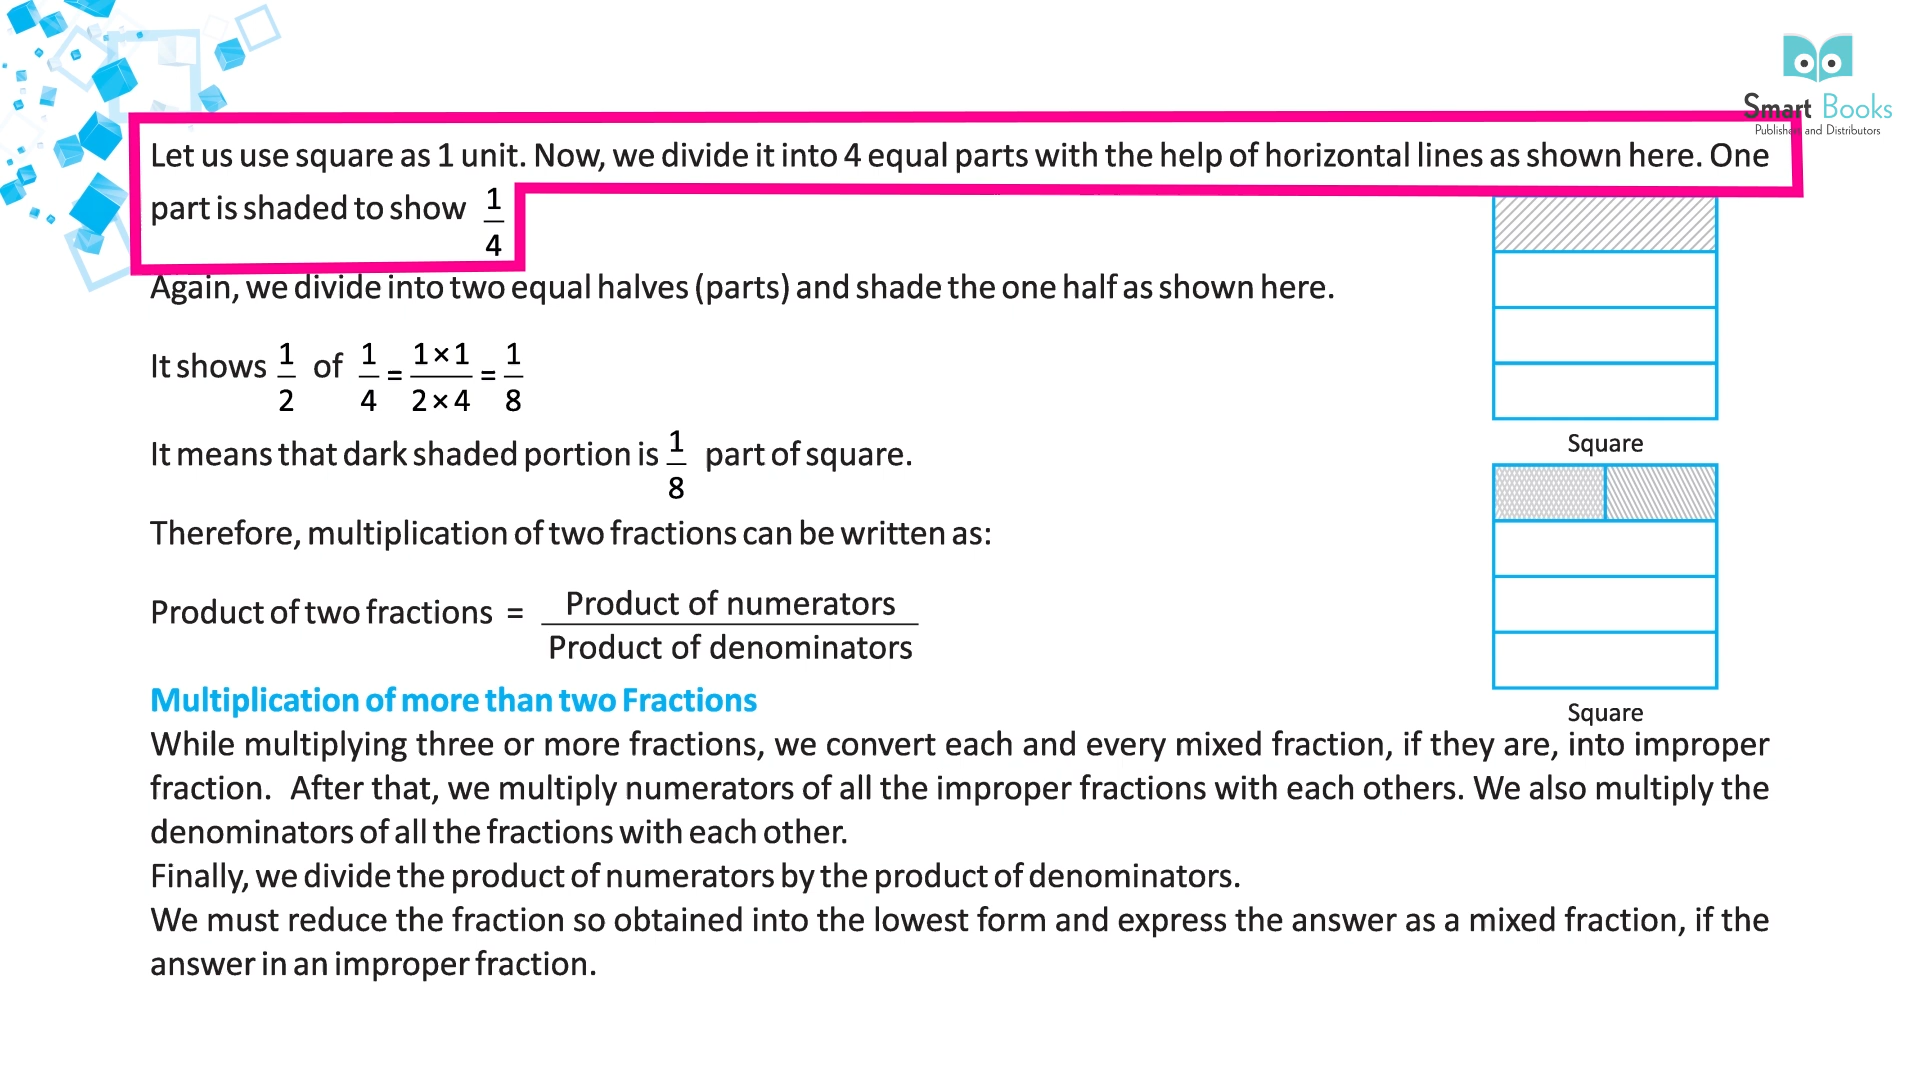 Smart Books
Publishers and Distributors
Let us use square as 1 unit. Now, we divide it into 4 equal parts with the help of horizontal lines as shown here. One
part is shaded to show 1/4
Again, we divide into two equal halves (parts) and shade the one half as shown here.
It shows 1/2 of 1/4 = 1×1/2×4 = 1/8
It means that dark shaded portion is 1/8 part of square.
Therefore, multiplication of two fractions can be written as:
Product of two fractions = Product of numerators/Product of denominators
Square
Square
Multiplication of more than two Fractions
While multiplying three or more fractions, we convert each and every mixed fraction, if they are, into improper
fraction. After that, we multiply numerators of all the improper fractions with each others. We also multiply the
denominators of all the fractions with each other.
Finally, we divide the product of numerators by the product of denominators.
We must reduce the fraction so obtained into the lowest form and express the answer as a mixed fraction, if the
answer in an improper fraction.